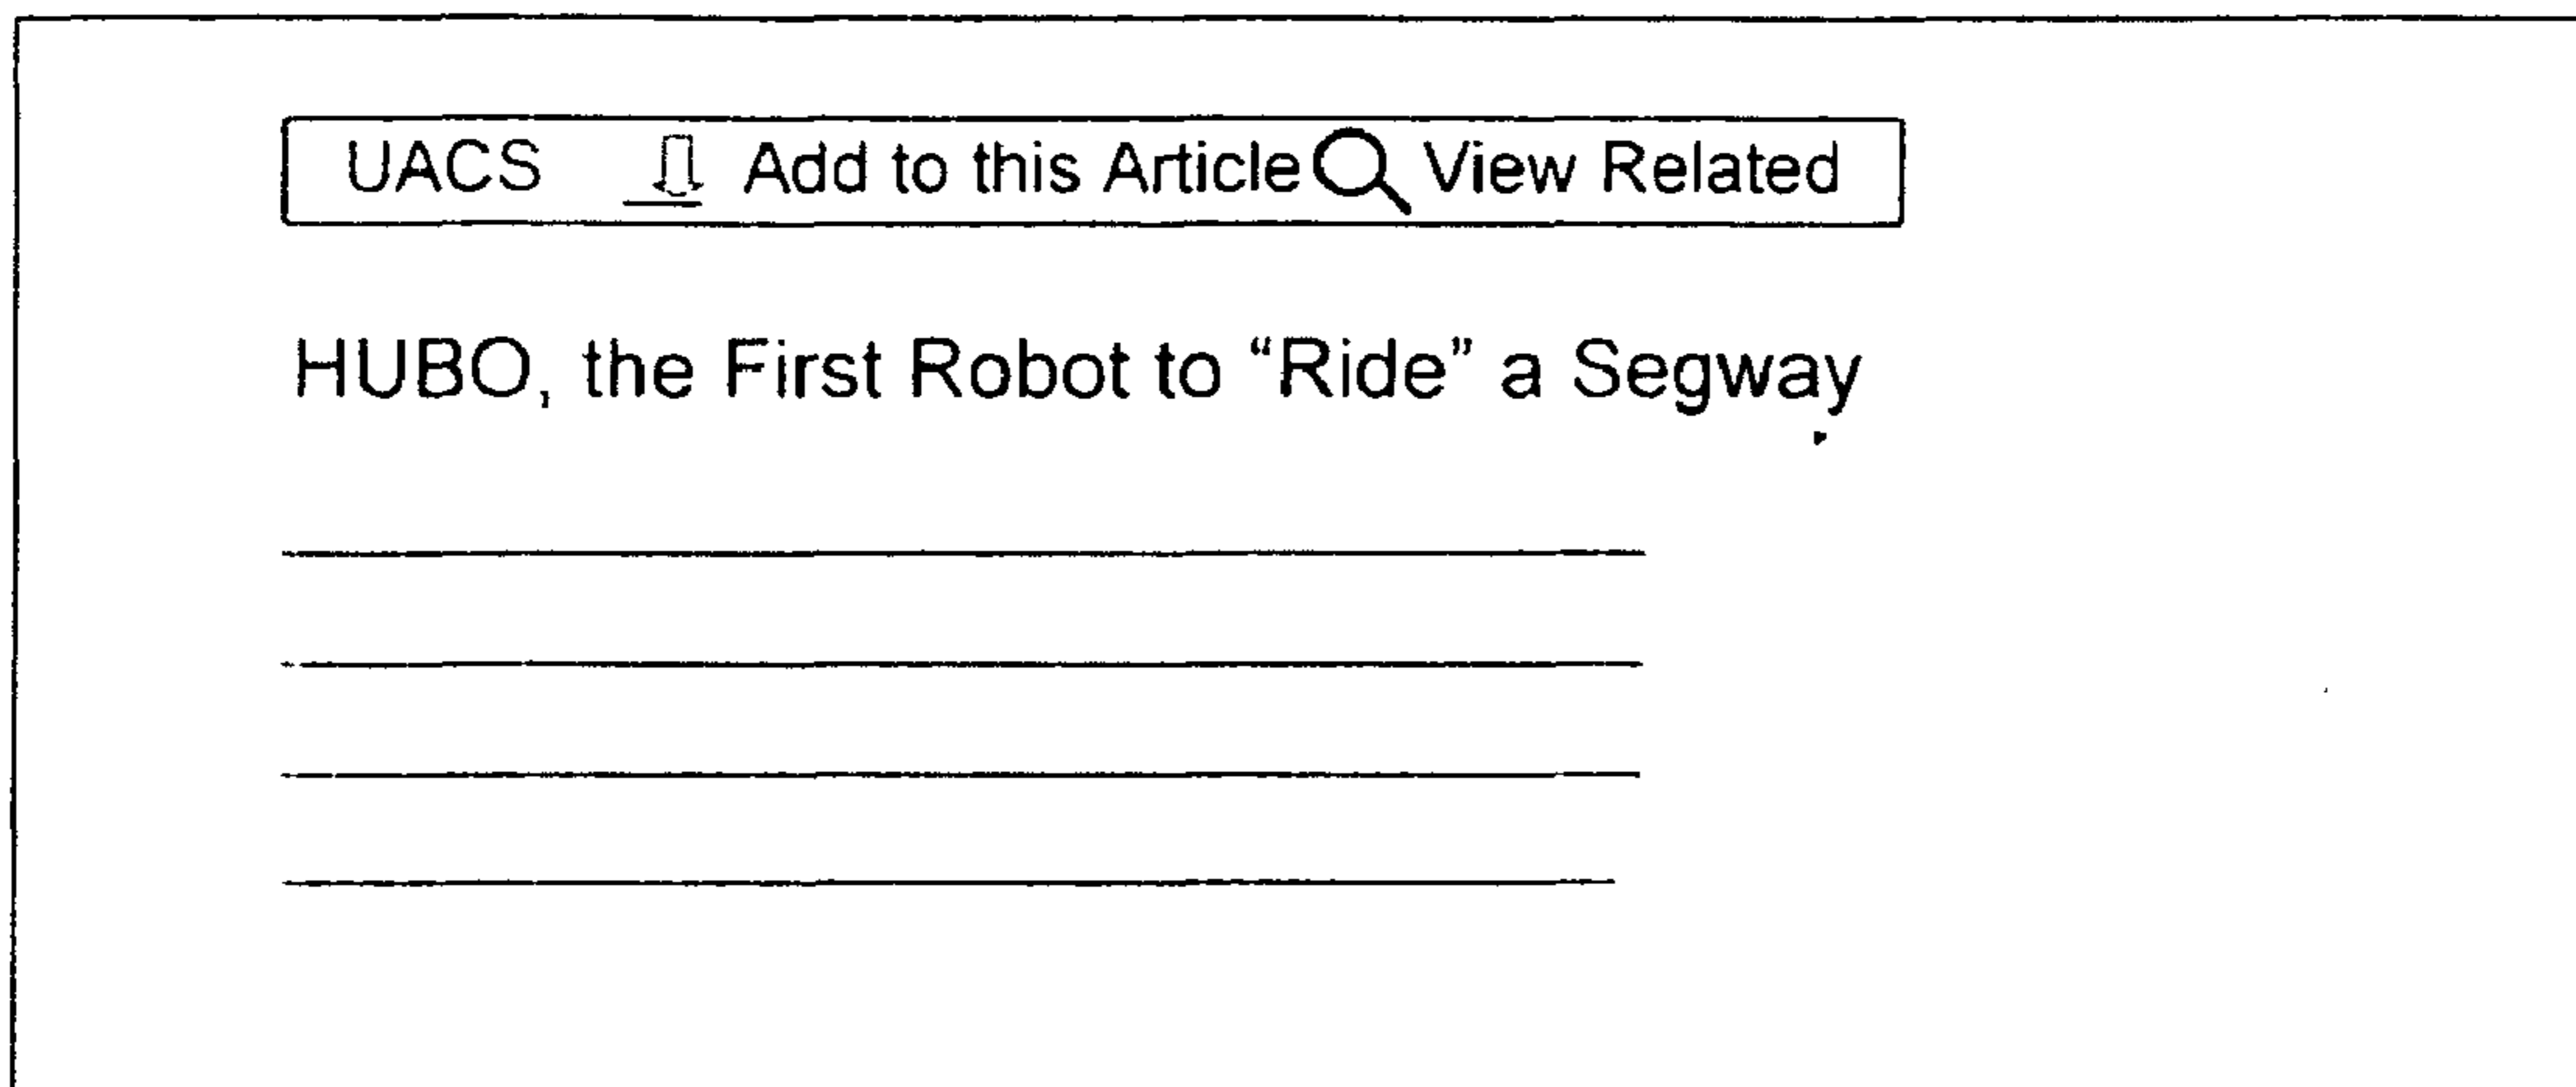 UACS Add to this Article View Related
HUBO, the First Robot to “Ride” a Segway